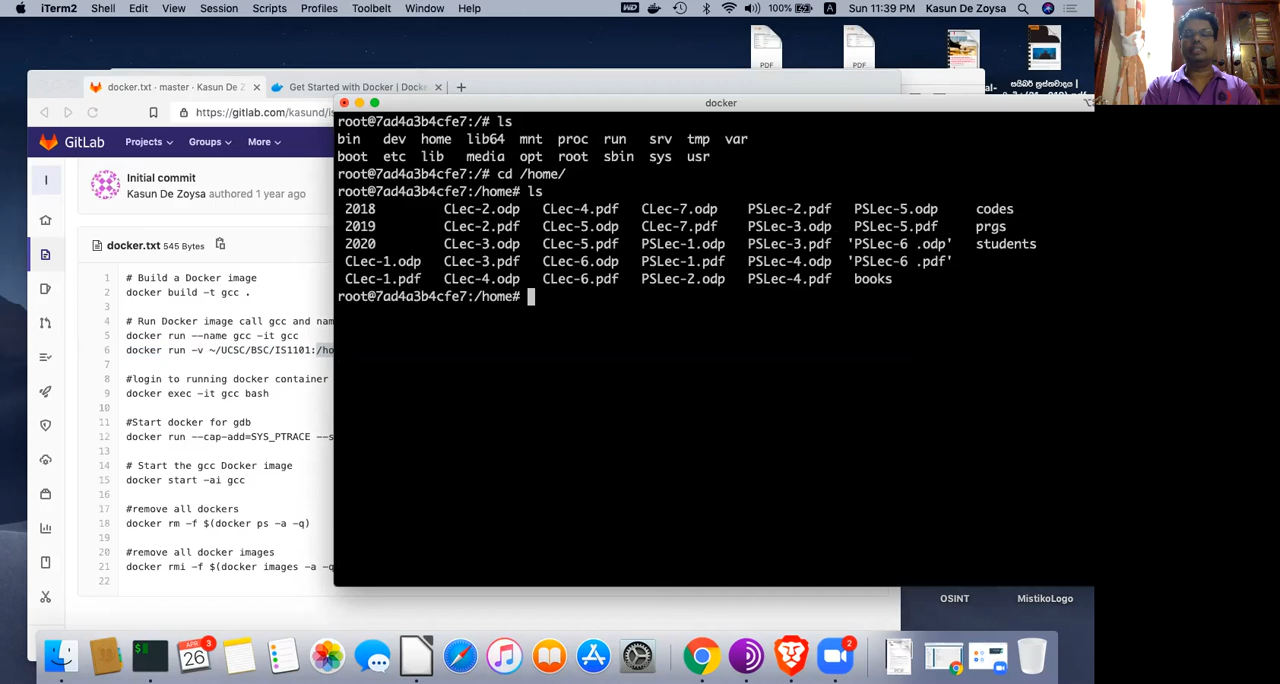 iTerm2 Shell Edit View Session Scripts Profiles Toolbelt Window Help 100% A Sun 11:39 PM Kasun De Zoysa
PDF PDF
docker.txt · master · Kasun De Z Get Started with Docker | Docke
docker
https://gitlab.com/kasund/is
GitLab Projects Groups More
I
Initial commit
Kasun De Zoysa authored 1 year ago
docker.txt 545 Bytes
1 # Build a Docker image
2 docker build -t gcc .
3
4 # Run Docker image call gcc and nam
5 docker run --name gcc -it gcc
6 docker run -v ~/UCSC/BSC/IS1101:/ho
7
8 #login to running docker container
9 docker exec -it gcc bash
10
11 #Start docker for gdb
12 docker run --cap-add=SYS_PTRACE --s
13
14 # Start the gcc Docker image
15 docker start -ai gcc
16
17 #remove all dockers
18 docker rm -f $(docker ps -a -q)
19
20 #remove all docker images
21 docker rmi -f $(docker images -a -q
22
root@7ad4a3b4cfe7:/# ls
bin dev home lib64 mnt proc run srv tmp var
boot etc lib media opt root sbin sys usr
root@7ad4a3b4cfe7:/# cd /home/
root@7ad4a3b4cfe7:/home# ls
2018 CLec-2.odp CLec-4.pdf CLec-7.odp PSLec-2.pdf PSLec-5.odp codes
2019 CLec-2.pdf CLec-5.odp CLec-7.pdf PSLec-3.odp PSLec-5.pdf prgs
2020 CLec-3.odp CLec-5.pdf PSLec-1.odp PSLec-3.pdf 'PSLec-6 .odp' students
CLec-1.odp CLec-3.pdf CLec-6.odp PSLec-1.pdf PSLec-4.odp 'PSLec-6 .pdf'
CLec-1.pdf CLec-4.odp CLec-6.pdf PSLec-2.odp PSLec-4.pdf books
root@7ad4a3b4cfe7:/home#
OSINT MistikoLogo
APR 26 3 2